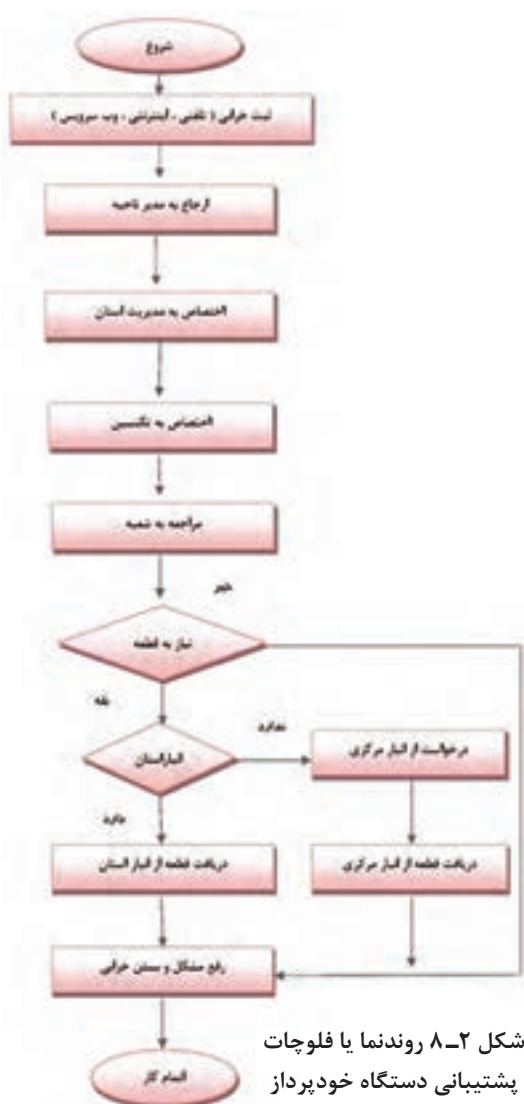 شروع
ثبت خرابی ( تلفنی ، اینترنتی ، وب سرویس )
ارجاع به مدیر ناحیه
اختصاص به مدیریت استان
اختصاص به تکنسین
مراجعه به شعبه
خیر
نیاز به قطعه
بله
ندارد
انبار استان
درخواست از انبار مرکزی
دارد
دریافت قطعه از انبار استان
دریافت قطعه از انبار مرکزی
رفع مشکل و بستن خرابی
اتمام کار
شکل ۲ــ۸ روندنما یا فلوچات
پشتیبانی دستگاه خودپرداز